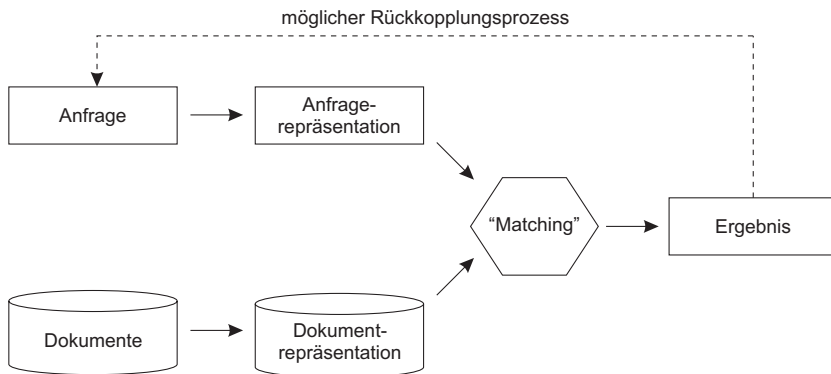 möglicher Rückkopplungsprozess
Anfrage
Anfrage-
repräsentation
“Matching”
Ergebnis
Dokumente
Dokument-
repräsentation